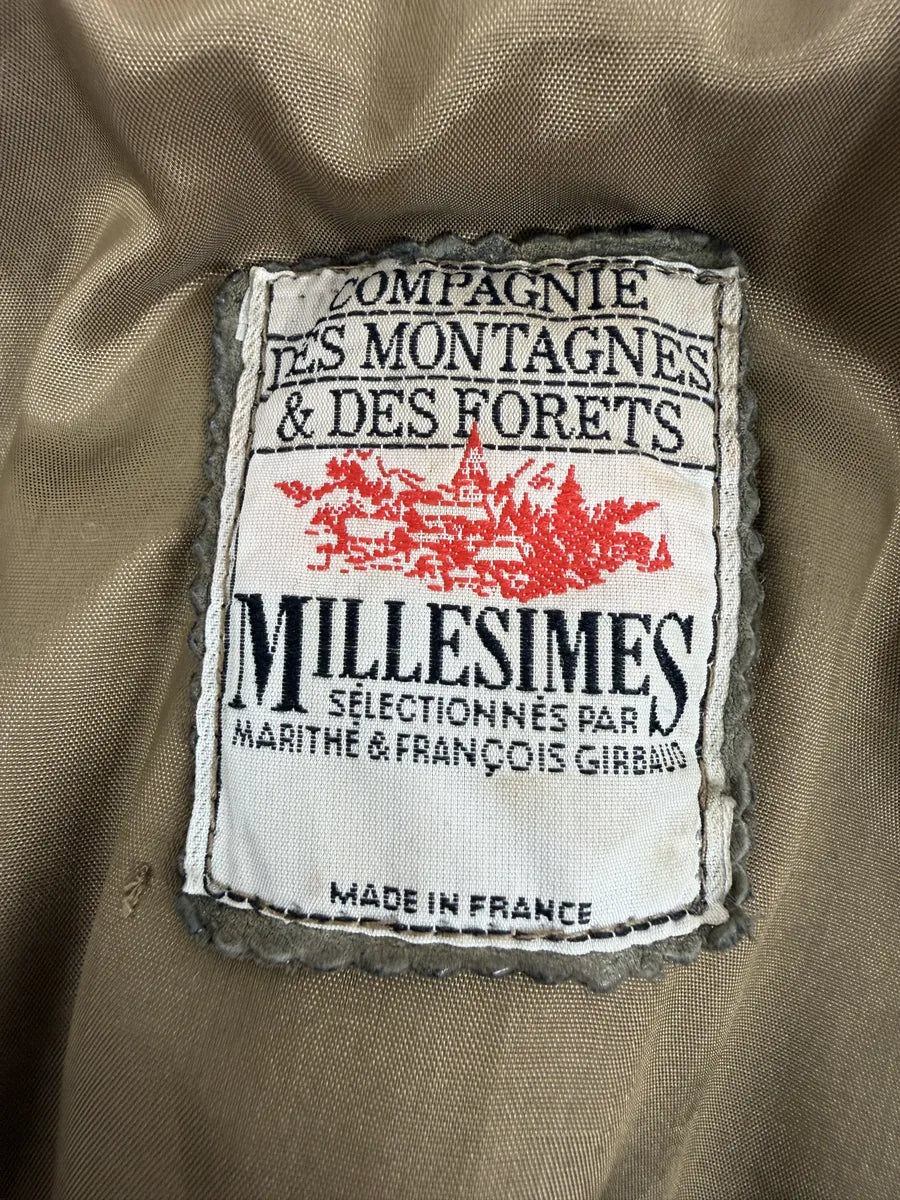 COMPAGNIE
DES MONTAGNES
& DES FORETS
MILLESIMES
SÉLECTIONNÉS PAR
MARITHÉ & FRANÇOIS GIRBAUD
MADE IN FRANCE